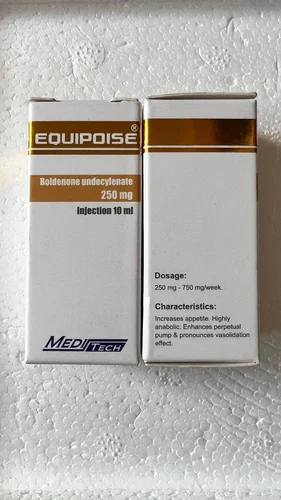 EQUIPOISE®
Boldenone undecylenate
250 mg
Injection 10 ml
MEDITECH
Dosage:
250 mg - 750 mg/week.
Characteristics:
Increases appetite. Highly
anabolic. Enhances perpetual
pump & pronounces vasolidation
effect.